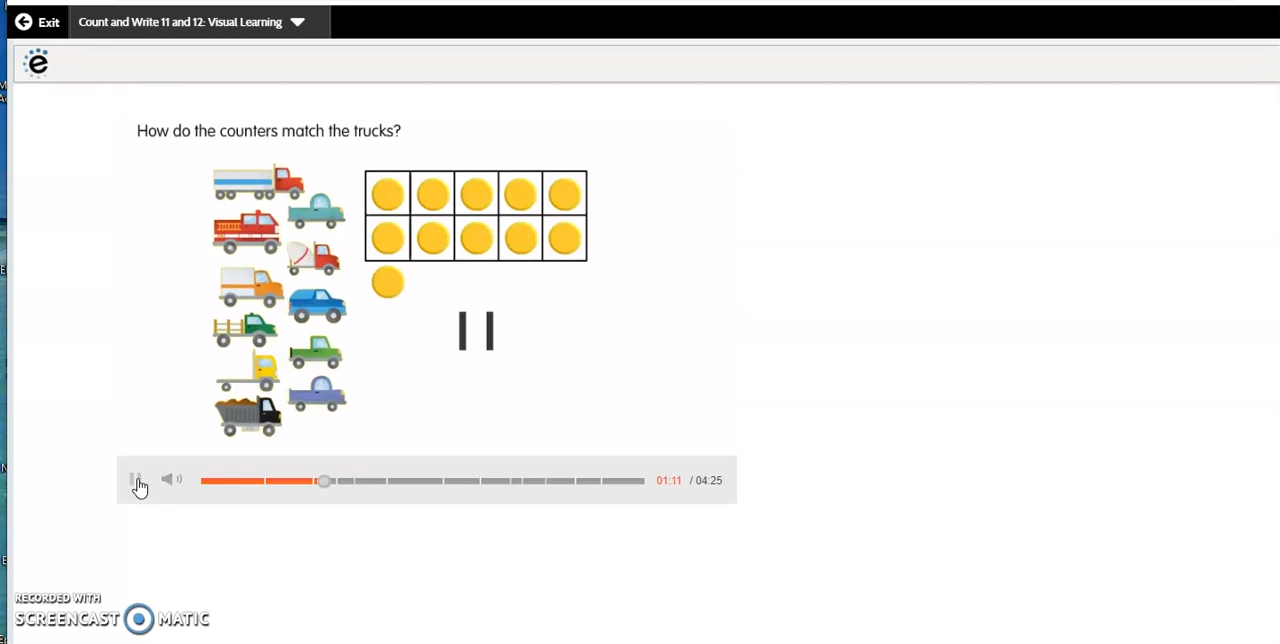 Exit
Count and Write 11 and 12: Visual Learning
e
How do the counters match the trucks?
11
01:11 / 04:25
RECORDED WITH
SCREENCAST MATIC